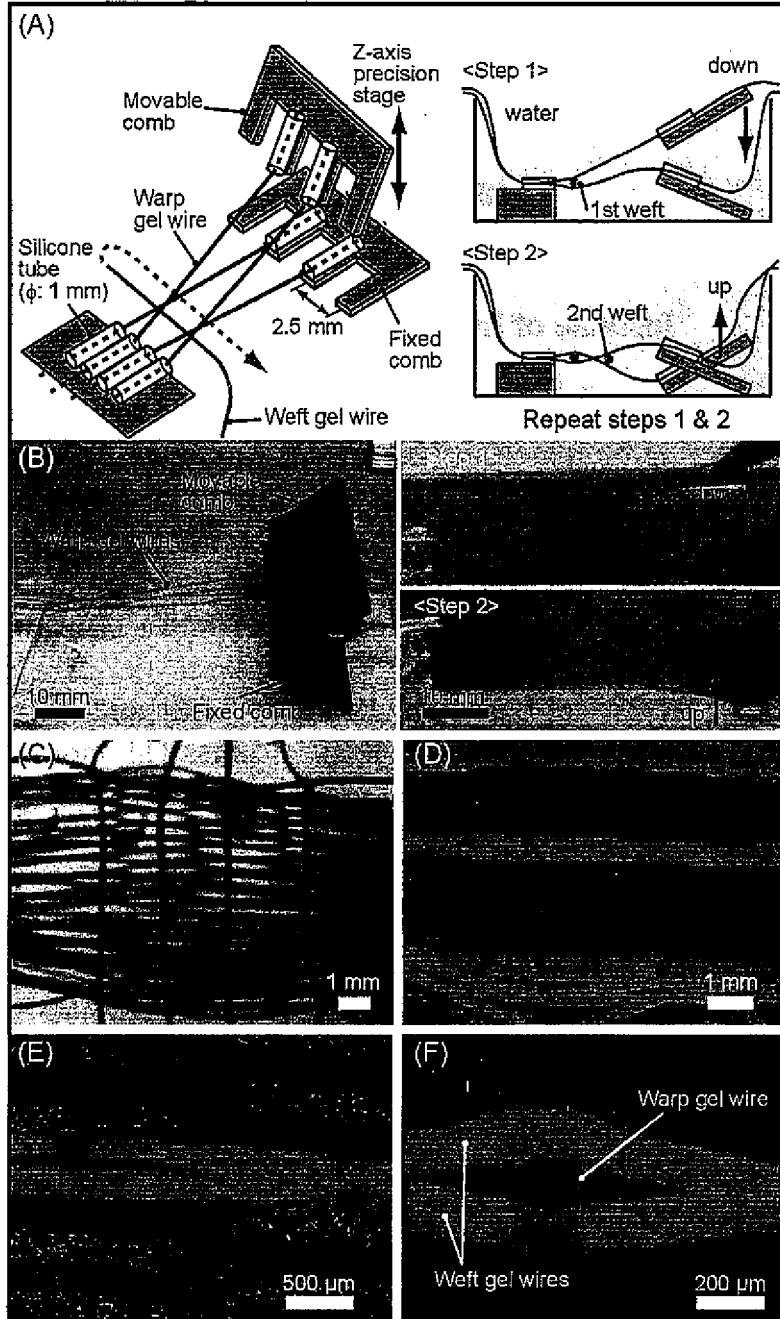 (A)
Movable
comb
Z-axis
precision
stage
Warp
gel wire
Silicone
tube
(ϕ: 1 mm)
2.5 mm
Fixed
comb
Weft gel wire
<Step 1>
down
water
1st weft
<Step 2>
2nd weft
up
Repeat steps 1 & 2
(B)
Movable
comb
Warp gel wires
10 mm
Fixed comb
<Step 2>
up
(C)
1 mm
(D)
1 mm
(E)
500 μm
(F)
Warp gel wire
Weft gel wires
200 μm